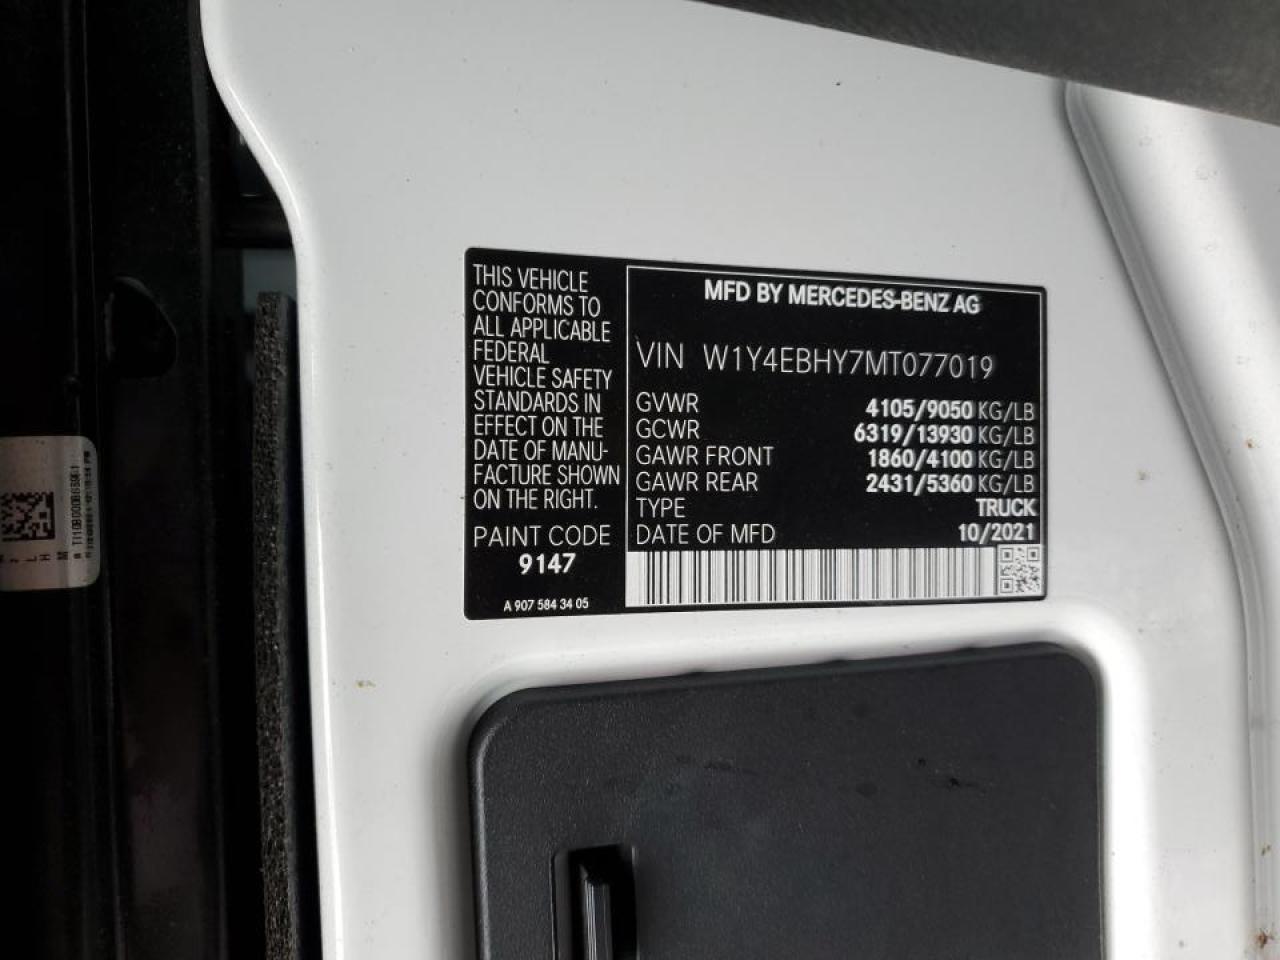 THIS VEHICLE
CONFORMS TO
ALL APPLICABLE
FEDERAL
VEHICLE SAFETY
STANDARDS IN
EFFECT ON THE
DATE OF MANU-
FACTURE SHOWN
ON THE RIGHT.
PAINT CODE
9147
A 907 584 34 05
MFD BY MERCEDES-BENZ AG
VIN W1Y4EBHY7MT077019
GVWR 4105/9050 KG/LB
GCWR 6319/13930 KG/LB
GAWR FRONT 1860/4100 KG/LB
GAWR REAR 2431/5360 KG/LB
TYPE TRUCK
DATE OF MFD 10/2021